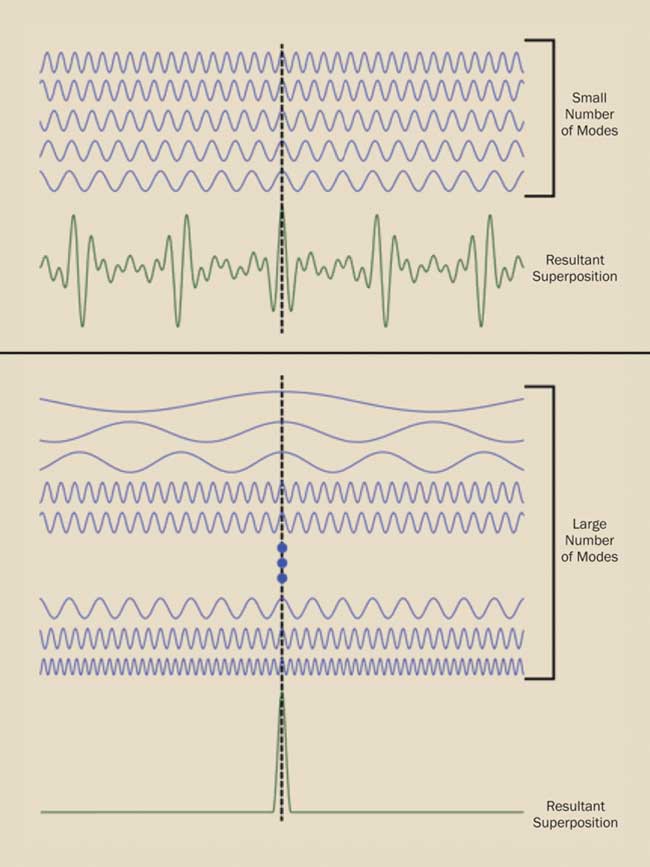 Small
Number
of Modes
Resultant
Superposition
Large
Number
of Modes
Resultant
Superposition